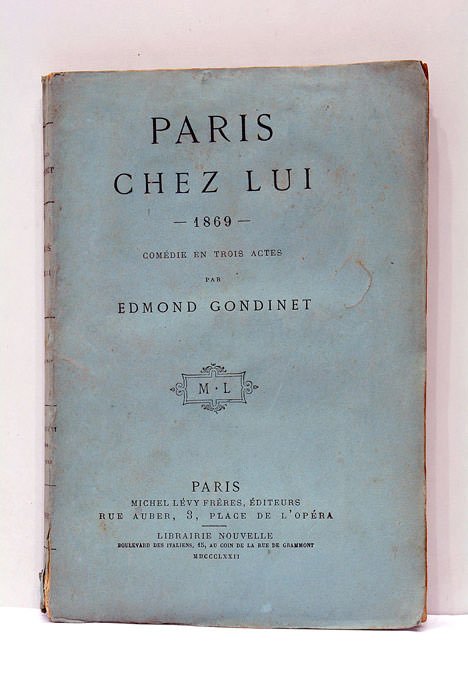 PARIS
CHEZ LUI
— 1869 —
COMÉDIE EN TROIS ACTES
PAR
EDMOND GONDINET
M · L
PARIS
MICHEL LÉVY FRÈRES, ÉDITEURS
RUE AUBER, 3, PLACE DE L'OPÉRA
LIBRAIRIE NOUVELLE
BOULEVARD DES ITALIENS, 15, AU COIN DE LA RUE DE GRAMMONT
MDCCCLXXII